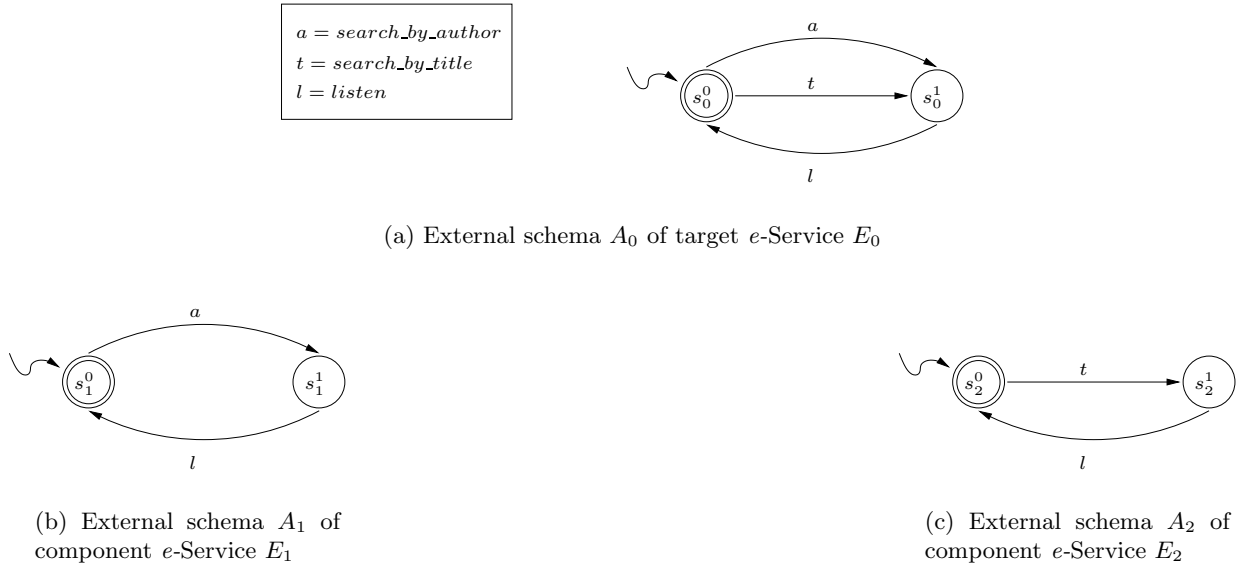 a = search_by_author
t = search_by_title
l = listen
a
s_0^0
t
s_0^1
l
(a) External schema A_0 of target e-Service E_0
a
s_1^0
s_1^1
l
(b) External schema A_1 of
component e-Service E_1
t
s_2^0
s_2^1
l
(c) External schema A_2 of
component e-Service E_2